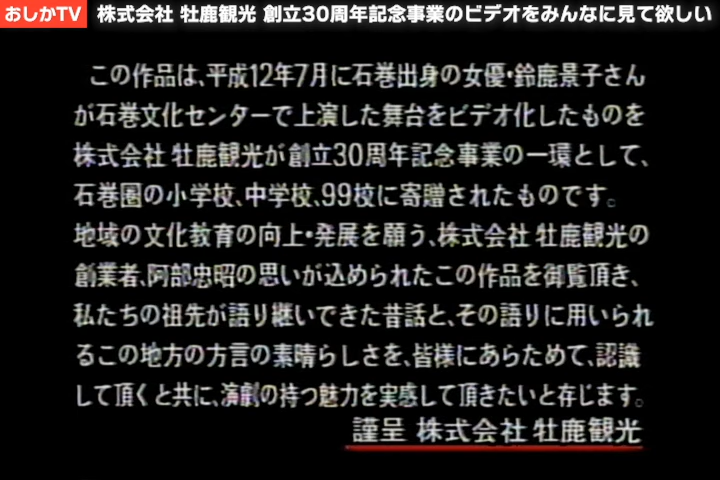 おしかTV 株式会社 牡鹿観光 創立30周年記念事業のビデオをみんなに見て欲しい
この作品は、平成12年7月に石巻出身の女優・鈴鹿景子さん
が石巻文化センターで上演した舞台をビデオ化したものを
株式会社 牡鹿観光が創立30周年記念事業の一環として、
石巻圏の小学校、中学校、99校に寄贈されたものです。
地域の文化教育の向上・発展を願う、株式会社 牡鹿観光の
創業者、阿部忠昭の思いが込められたこの作品を御覧頂き、
私たちの祖先が語り継いできた昔話と、その語りに用いられ
るこの地方の方言の素晴らしさを、皆様にあらためて、認識
して頂くと共に、演劇の持つ魅力を実感して頂きたいと存じます。
謹呈 株式会社 牡鹿観光